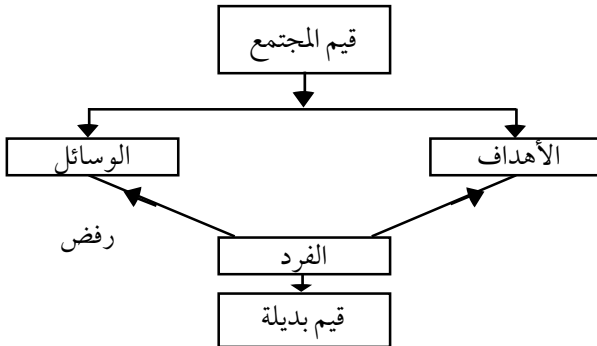 قيم المجتمع
الأهداف
الوسائل
رفض
الفرد
قيم بديلة